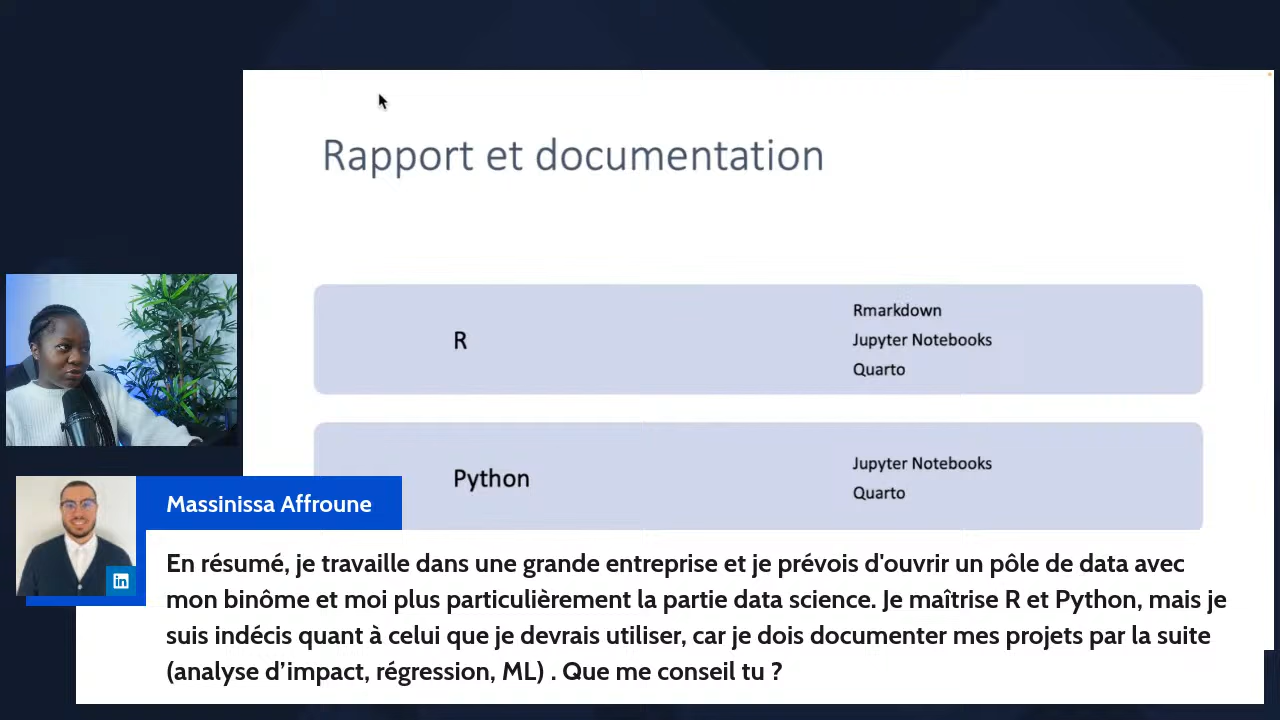 Rapport et documentation
R
Rmarkdown
Jupyter Notebooks
Quarto
Python
Jupyter Notebooks
Quarto
Massinissa Affroune
in
En résumé, je travaille dans une grande entreprise et je prévois d'ouvrir un pôle de data avec
mon binôme et moi plus particulièrement la partie data science. Je maîtrise R et Python, mais je
suis indécis quant à celui que je devrais utiliser, car je dois documenter mes projets par la suite
(analyse d’impact, régression, ML) . Que me conseil tu ?